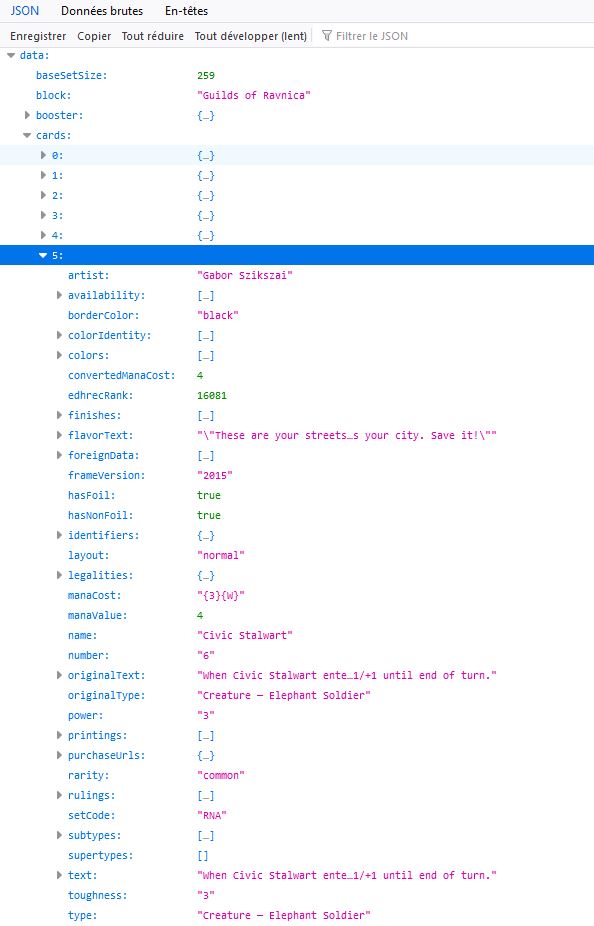 JSON Données brutes En-têtes
Enregistrer Copier Tout réduire Tout développer (lent) Filtrer le JSON
data:
baseSetSize: 259
block: "Guilds of Ravnica"
booster: {…}
cards:
0: {…}
1: {…}
2: {…}
3: {…}
4: {…}
5:
artist: "Gabor Szikszai"
availability: […]
borderColor: "black"
colorIdentity: […]
colors: […]
convertedManaCost: 4
edhrecRank: 16081
finishes: […]
flavorText: "\"These are your streets…s your city. Save it!\""
foreignData: […]
frameVersion: "2015"
hasFoil: true
hasNonFoil: true
identifiers: {…}
layout: "normal"
legalities: {…}
manaCost: "{3}{W}"
manaValue: 4
name: "Civic Stalwart"
number: "6"
originalText: "When Civic Stalwart ente…1/+1 until end of turn."
originalType: "Creature — Elephant Soldier"
power: "3"
printings: […]
purchaseUrls: {…}
rarity: "common"
rulings: […]
setCode: "RNA"
subtypes: […]
supertypes: []
text: "When Civic Stalwart ente…1/+1 until end of turn."
toughness: "3"
type: "Creature — Elephant Soldier"